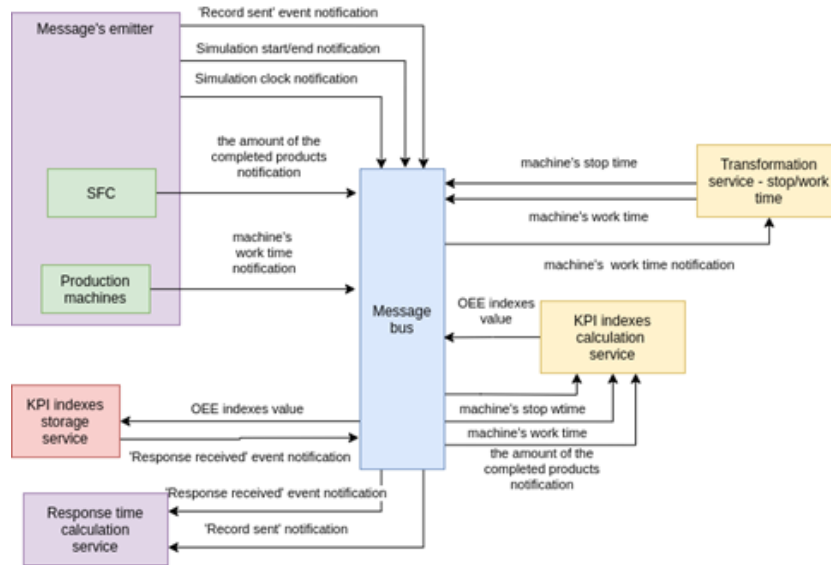 'Record sent' event notification
Message's emitter
Simulation start/end notification
Simulation clock notification
the amount of the
completed products
notification
SFC
machine's
work time
notification
Production
machines
Message
bus
machine's stop time
Transformation
service - stop/work
time
machine's work time
machine's work time notification
OEE indexes
value
KPI indexes
calculation
service
KPI indexes
storage
service
OEE indexes value
'Response received' event notification
machine's stop wtime
machine's work time
the amount of the
completed products
notification
'Response received' event notification
Response time
calculation
service
'Record sent' notification